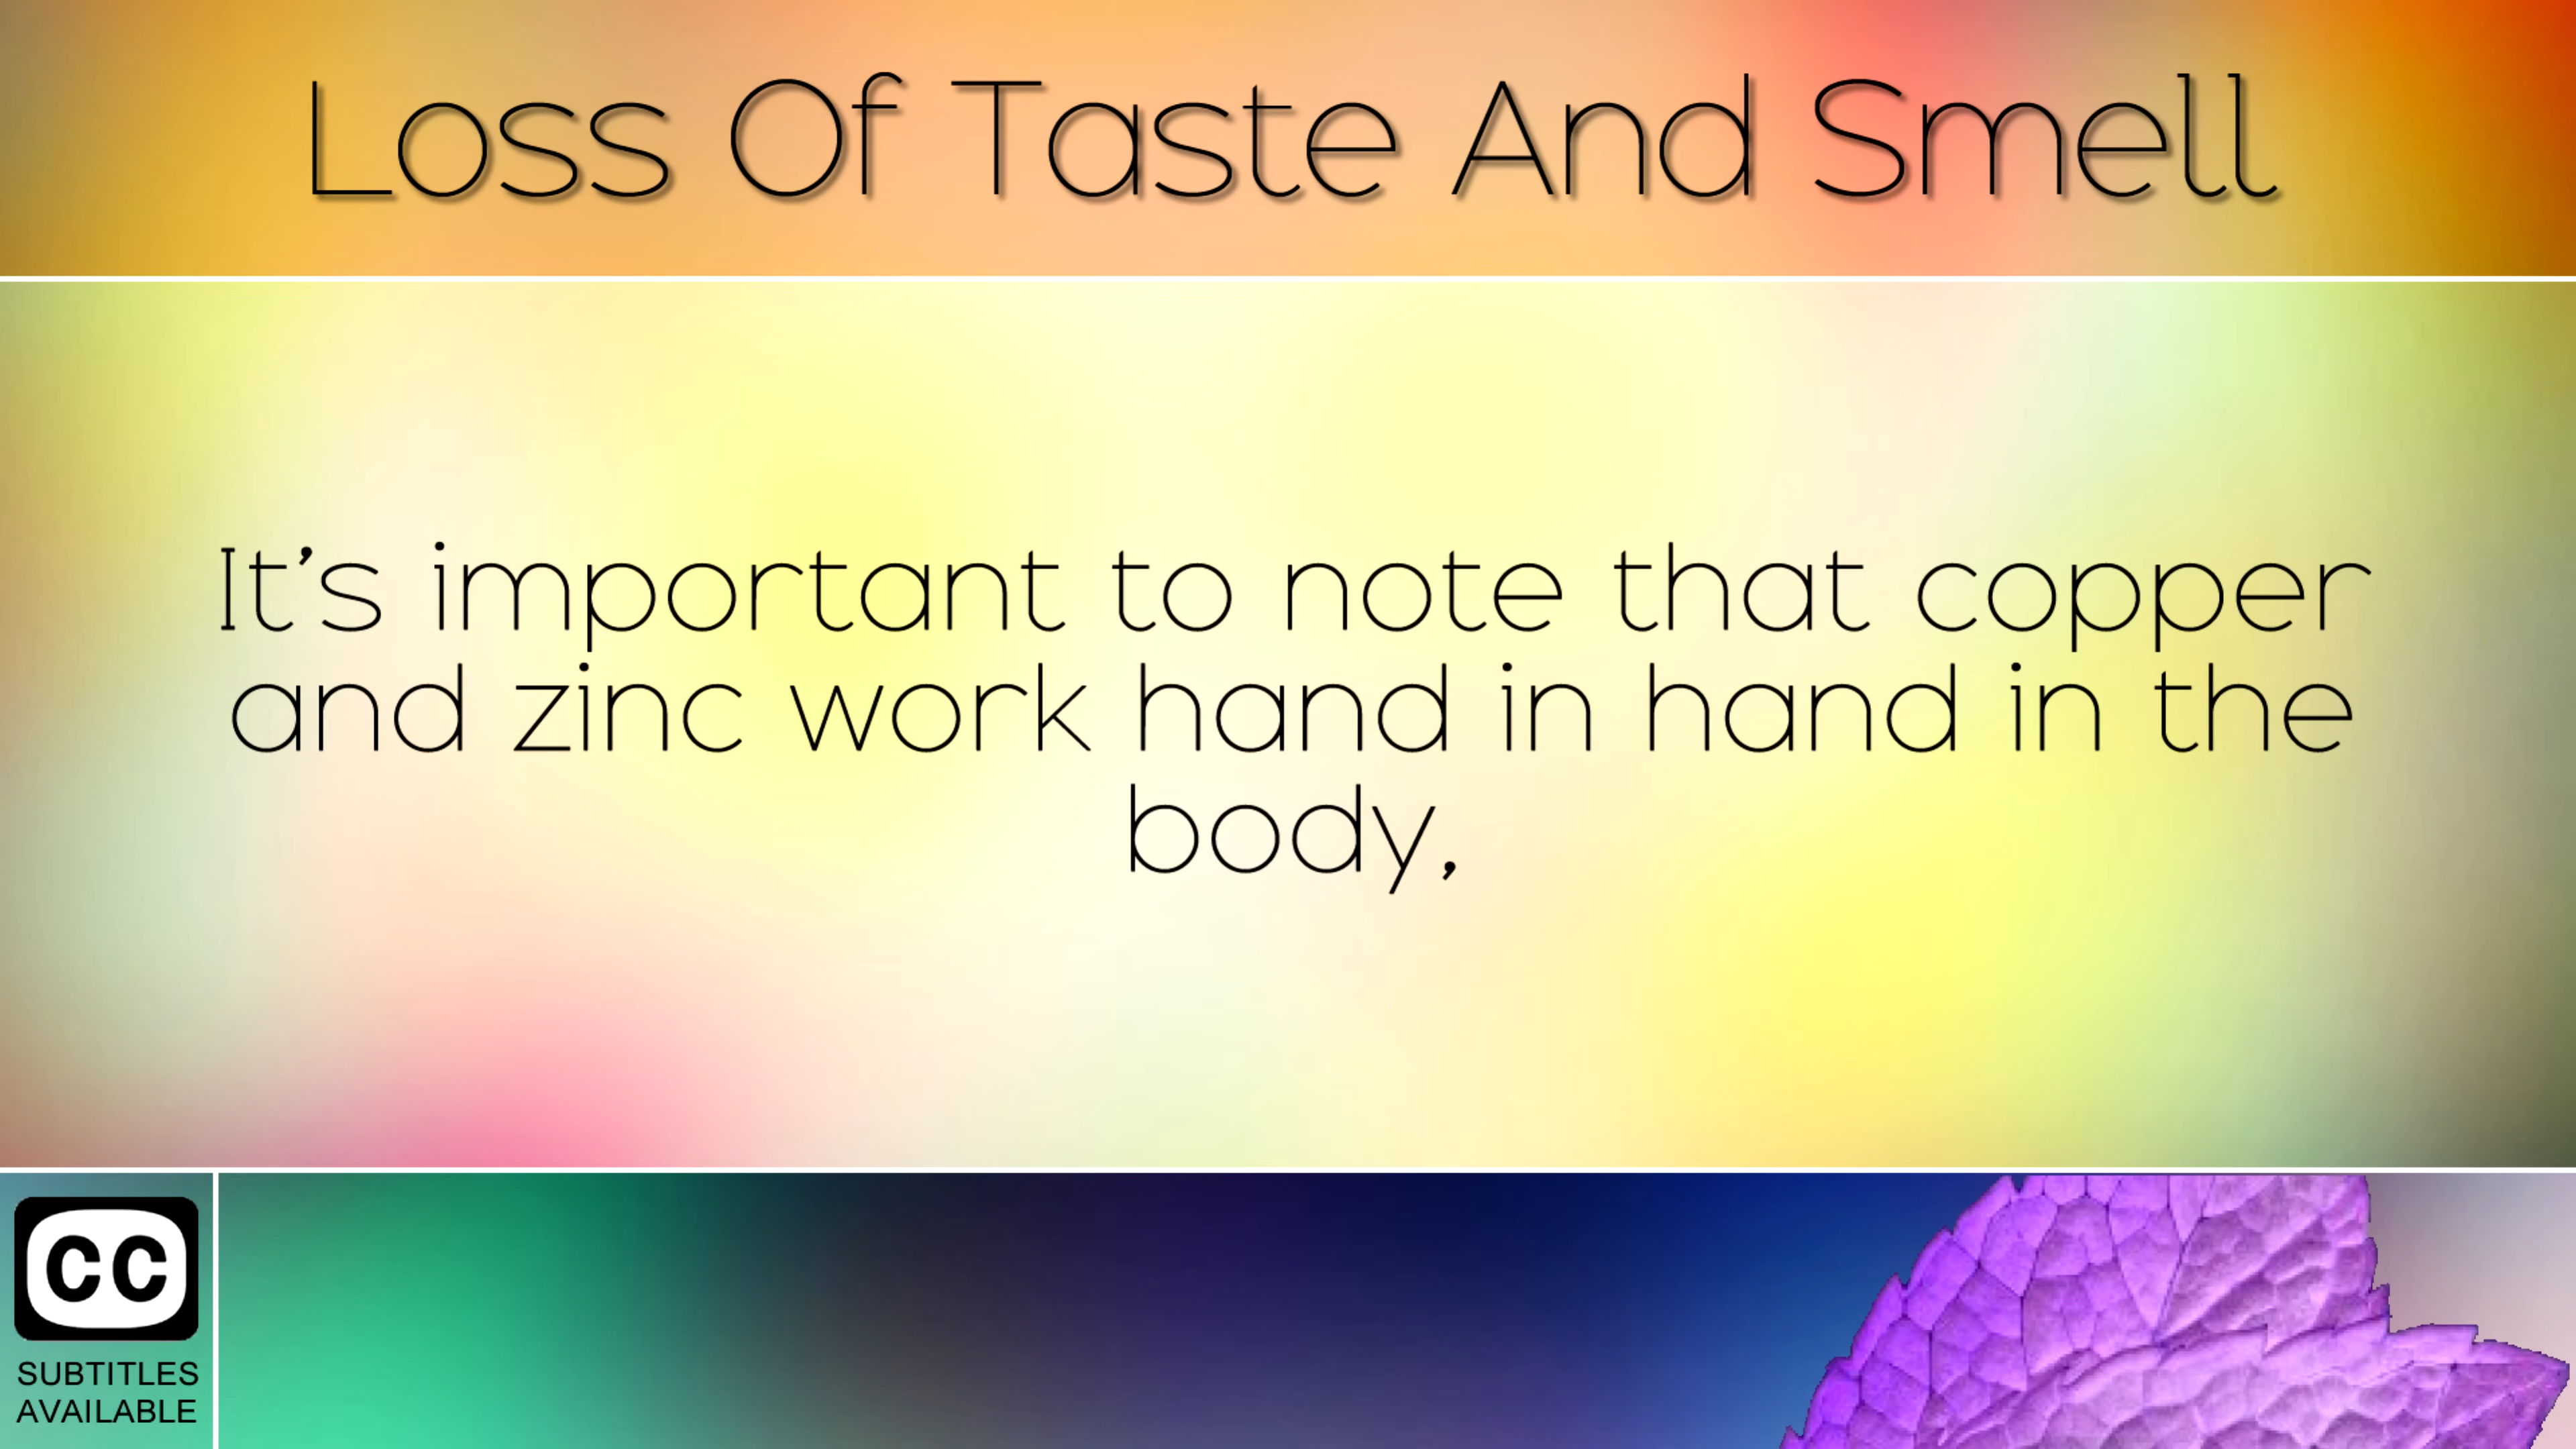 Loss Of Taste And Smell
It's important to note that copper
and zinc work hand in hand in the
body,
CC
SUBTITLES
AVAILABLE